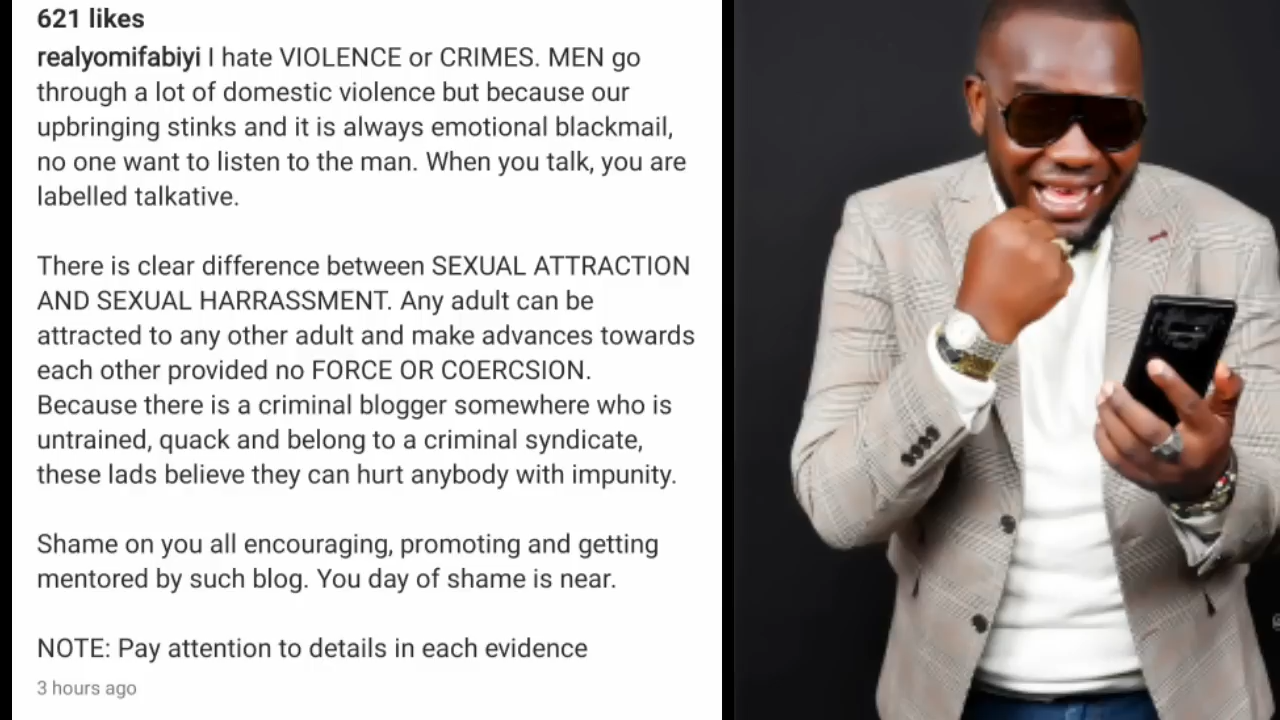 621 likes
realyomifabiyi I hate VIOLENCE or CRIMES. MEN go
through a lot of domestic violence but because our
upbringing stinks and it is always emotional blackmail,
no one want to listen to the man. When you talk, you are
labelled talkative.
There is clear difference between SEXUAL ATTRACTION
AND SEXUAL HARRASSMENT. Any adult can be
attracted to any other adult and make advances towards
each other provided no FORCE OR COERCSION.
Because there is a criminal blogger somewhere who is
untrained, quack and belong to a criminal syndicate,
these lads believe they can hurt anybody with impunity.
Shame on you all encouraging, promoting and getting
mentored by such blog. You day of shame is near.
NOTE: Pay attention to details in each evidence
3 hours ago